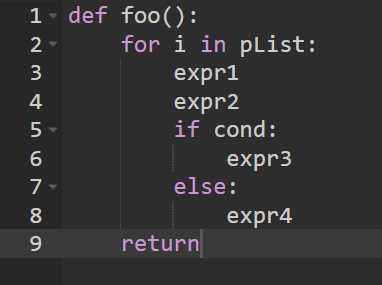 1 def foo():
2     for i in pList:
3         expr1
4         expr2
5         if cond:
6             expr3
7         else:
8             expr4
9     return